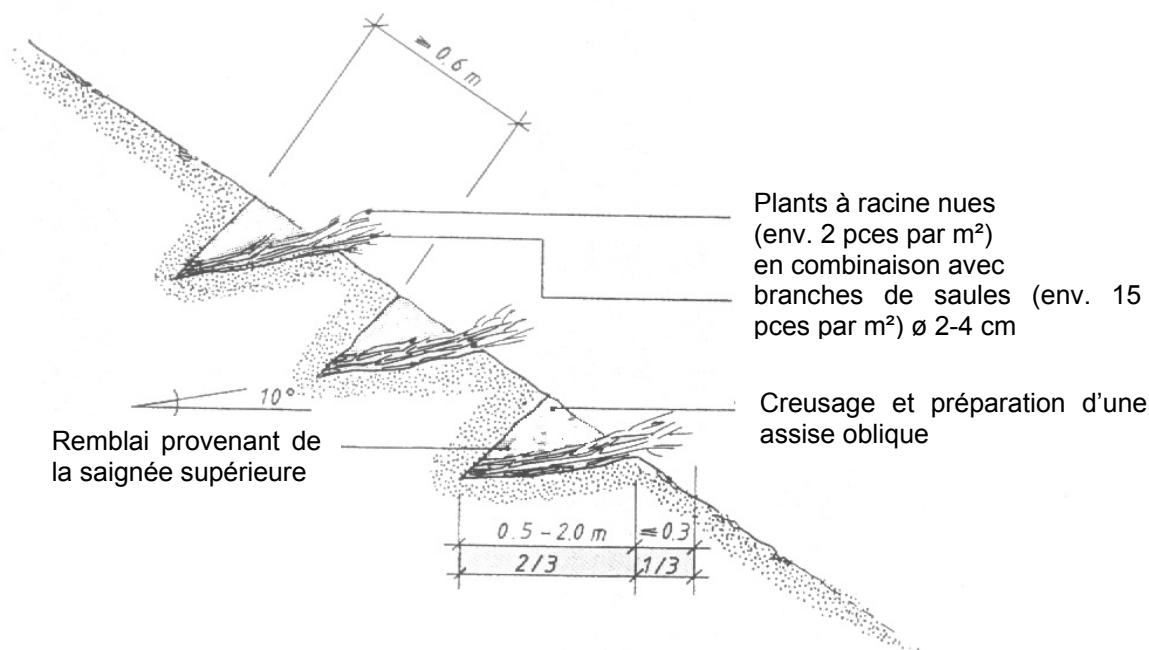 ≥ 0.6 m
Plants à racine nues
(env. 2 pces par m²)
en combinaison avec
branches de saules (env. 15
pces par m²) ø 2-4 cm
10°
Creusage et préparation d'une
assise oblique
Remblai provenant de
la saignée supérieure
0.5 - 2.0 m ≤ 0.3
2/3 1/3